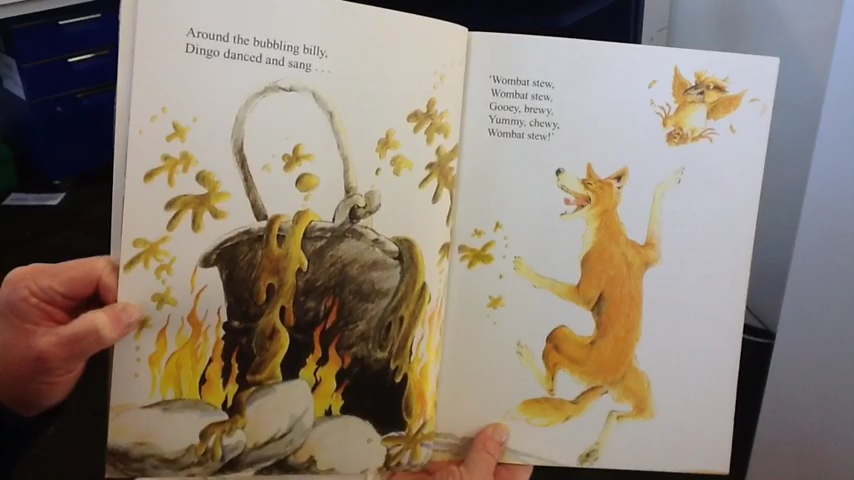 Around the bubbling billy,
Dingo danced and sang . . .
'Wombat stew,
Wombat stew,
Gooey, brewy,
Yummy, chewy,
Wombat stew!'